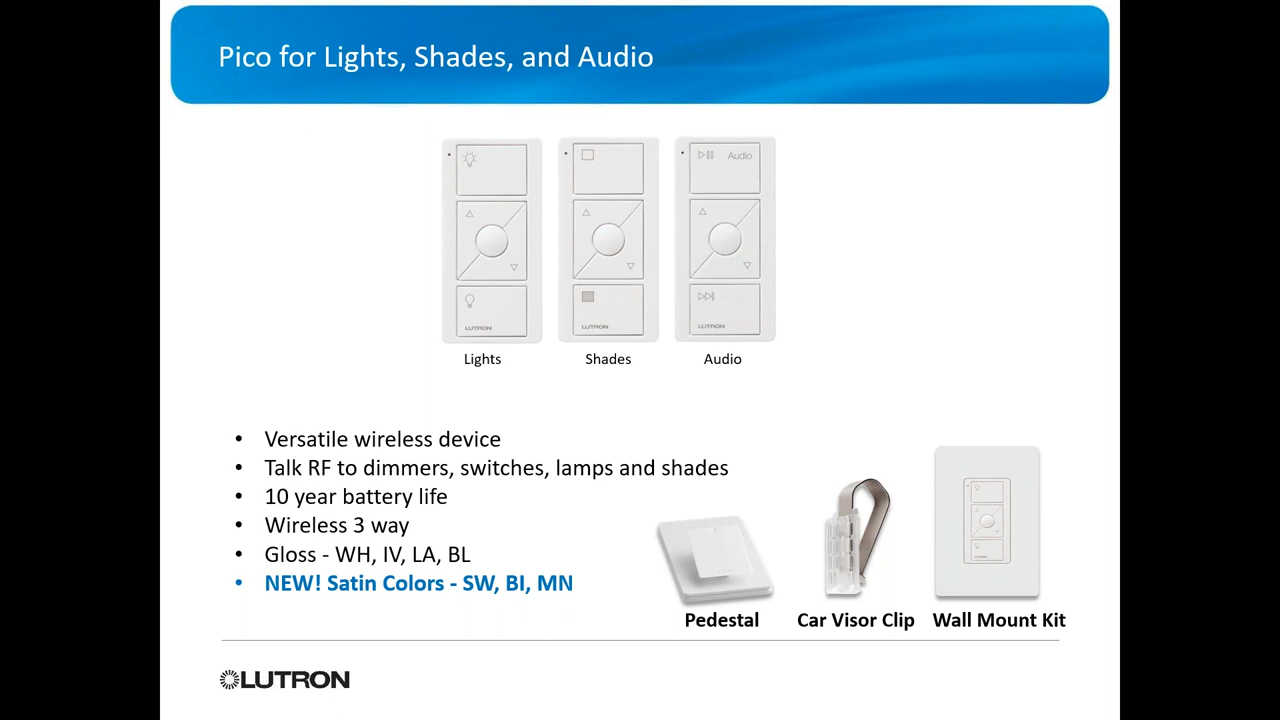 Pico for Lights, Shades, and Audio
Audio
LUTRON
LUTRON
LUTRON
Lights
Shades
Audio
• Versatile wireless device
• Talk RF to dimmers, switches, lamps and shades
• 10 year battery life
• Wireless 3 way
• Gloss - WH, IV, LA, BL
• NEW! Satin Colors - SW, BI, MN
LUTRON
Pedestal
Car Visor Clip
Wall Mount Kit
LUTRON